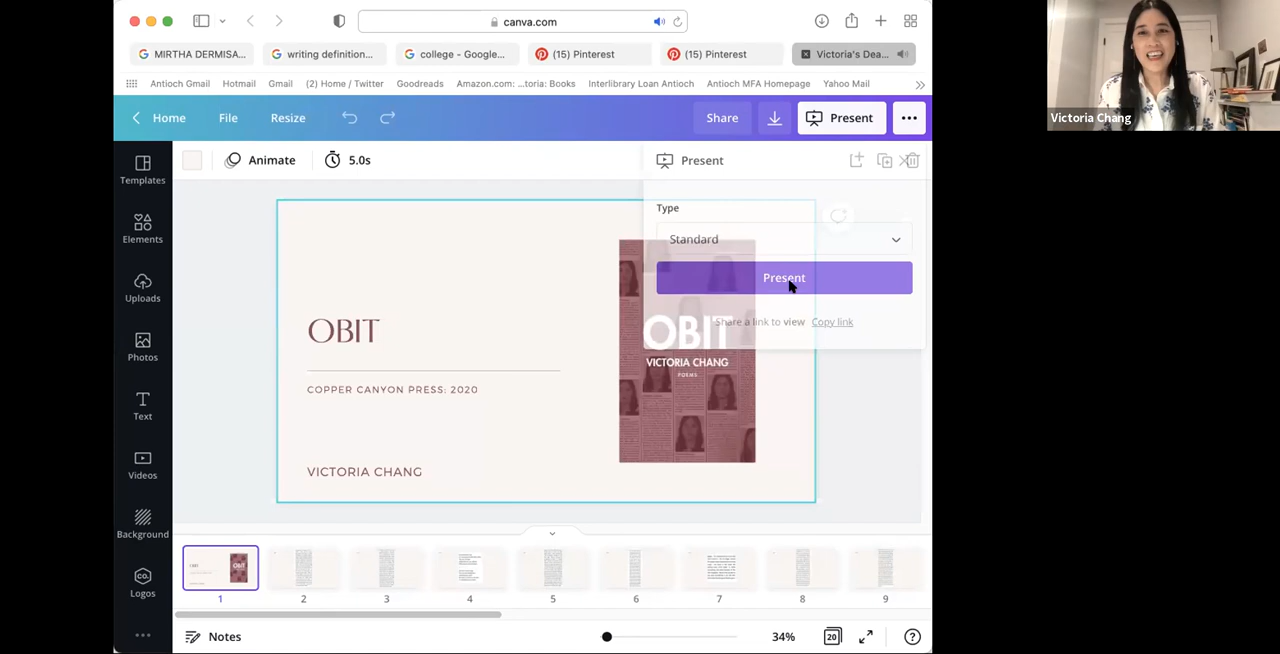 canva.com
MIRTHA DERMISA...
writing definition...
college - Google...
(15) Pinterest
(15) Pinterest
Victoria's Dea...
Antioch Gmail Hotmail Gmail (2) Home / Twitter Goodreads Amazon.com: ...toria: Books Interlibrary Loan Antioch Antioch MFA Homepage Yahoo Mail
Victoria Chang
Home File Resize Share Present
Animate 5.0s
Present
Type
Standard
Present
Share a link to view Copy link
Templates
Elements
Uploads
Photos
Text
Videos
Background
CO.
Logos
OBIT
COPPER CANYON PRESS: 2020
VICTORIA CHANG
OBIT
VICTORIA CHANG
POEMS
1 2 3 4 5 6 7 8 9
Notes 34% 20